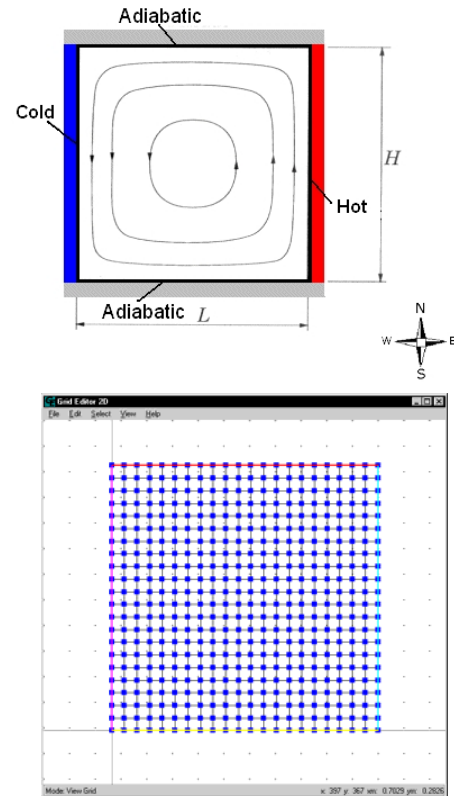 Adiabatic
Cold
H
Hot
Adiabatic
L
N
W
E
S
Grid Editor 2D
File Edit Select View Help
Mode: View Grid
x: 397 y: 367 xm: 0.7029 ym: 0.2826